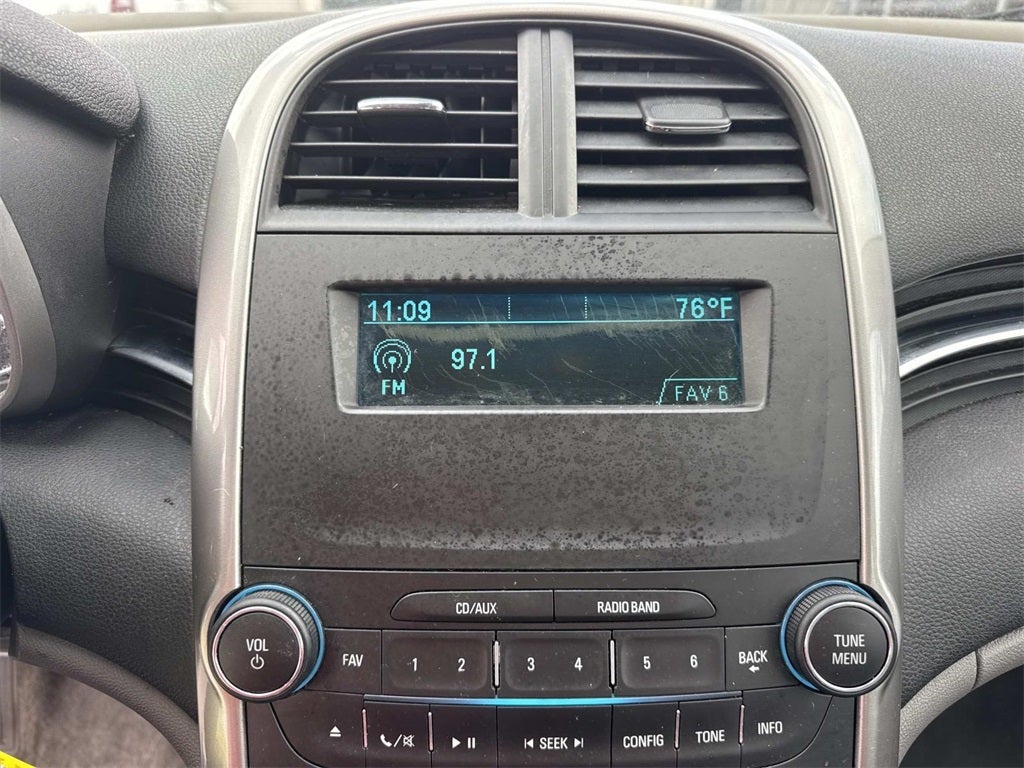 11:09 76°F
97.1
FM
FAV 6
CD/AUX RADIO BAND
VOL FAV 1 2 3 4 5 6 BACK TUNE MENU
SEEK CONFIG TONE INFO